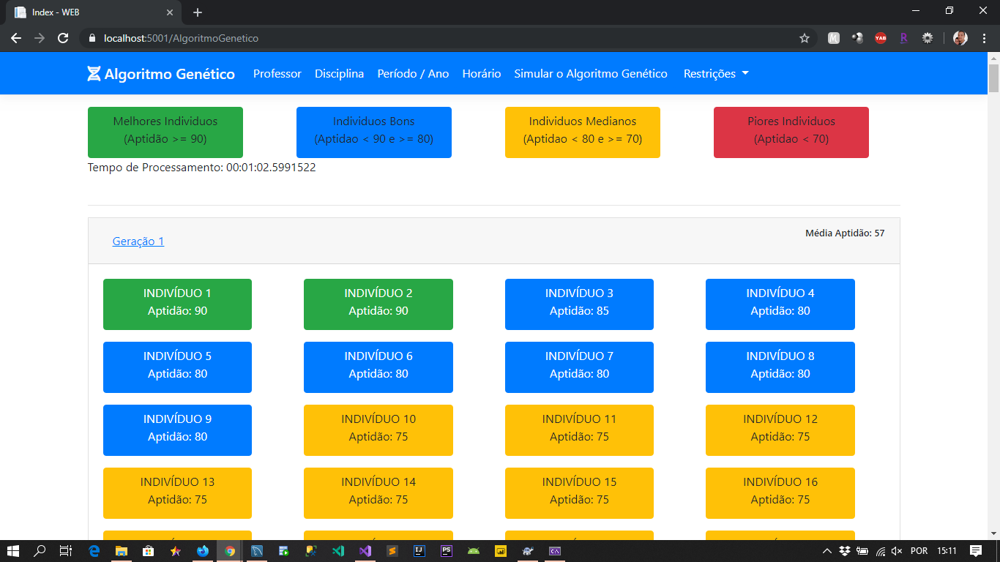 Index - WEB
localhost:5001/AlgoritmoGenetico
Algoritmo Genético Professor Disciplina Período / Ano Horário Simular o Algoritmo Genético Restrições
Melhores Individuos
(Aptidão >= 90)
Individuos Bons
(Aptidao < 90 e >= 80)
Individuos Medianos
(Aptidao < 80 e >= 70)
Piores Individuos
(Aptidao < 70)
Tempo de Processamento: 00:01:02.5991522
Geração 1
Média Aptidão: 57
INDIVÍDUO 1
Aptidão: 90
INDIVÍDUO 2
Aptidão: 90
INDIVÍDUO 3
Aptidão: 85
INDIVÍDUO 4
Aptidão: 80
INDIVÍDUO 5
Aptidão: 80
INDIVÍDUO 6
Aptidão: 80
INDIVÍDUO 7
Aptidão: 80
INDIVÍDUO 8
Aptidão: 80
INDIVÍDUO 9
Aptidão: 80
INDIVÍDUO 10
Aptidão: 75
INDIVÍDUO 11
Aptidão: 75
INDIVÍDUO 12
Aptidão: 75
INDIVÍDUO 13
Aptidão: 75
INDIVÍDUO 14
Aptidão: 75
INDIVÍDUO 15
Aptidão: 75
INDIVÍDUO 16
Aptidão: 75
POR 15:11